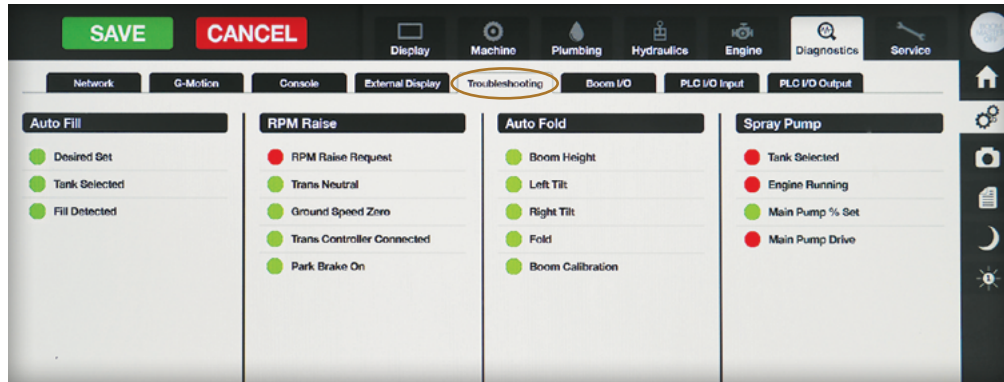 SAVE CANCEL Display Machine Plumbing Hydraulics Engine Diagnostics Service
Network G-Motion Console External Display Troubleshooting Boom I/O PLC I/O Input PLC I/O Output
Auto Fill
Desired Set
Tank Selected
Fill Detected
RPM Raise
RPM Raise Request
Trans Neutral
Ground Speed Zero
Trans Controller Connected
Park Brake On
Auto Fold
Boom Height
Left Tilt
Right Tilt
Fold
Boom Calibration
Spray Pump
Tank Selected
Engine Running
Main Pump % Set
Main Pump Drive